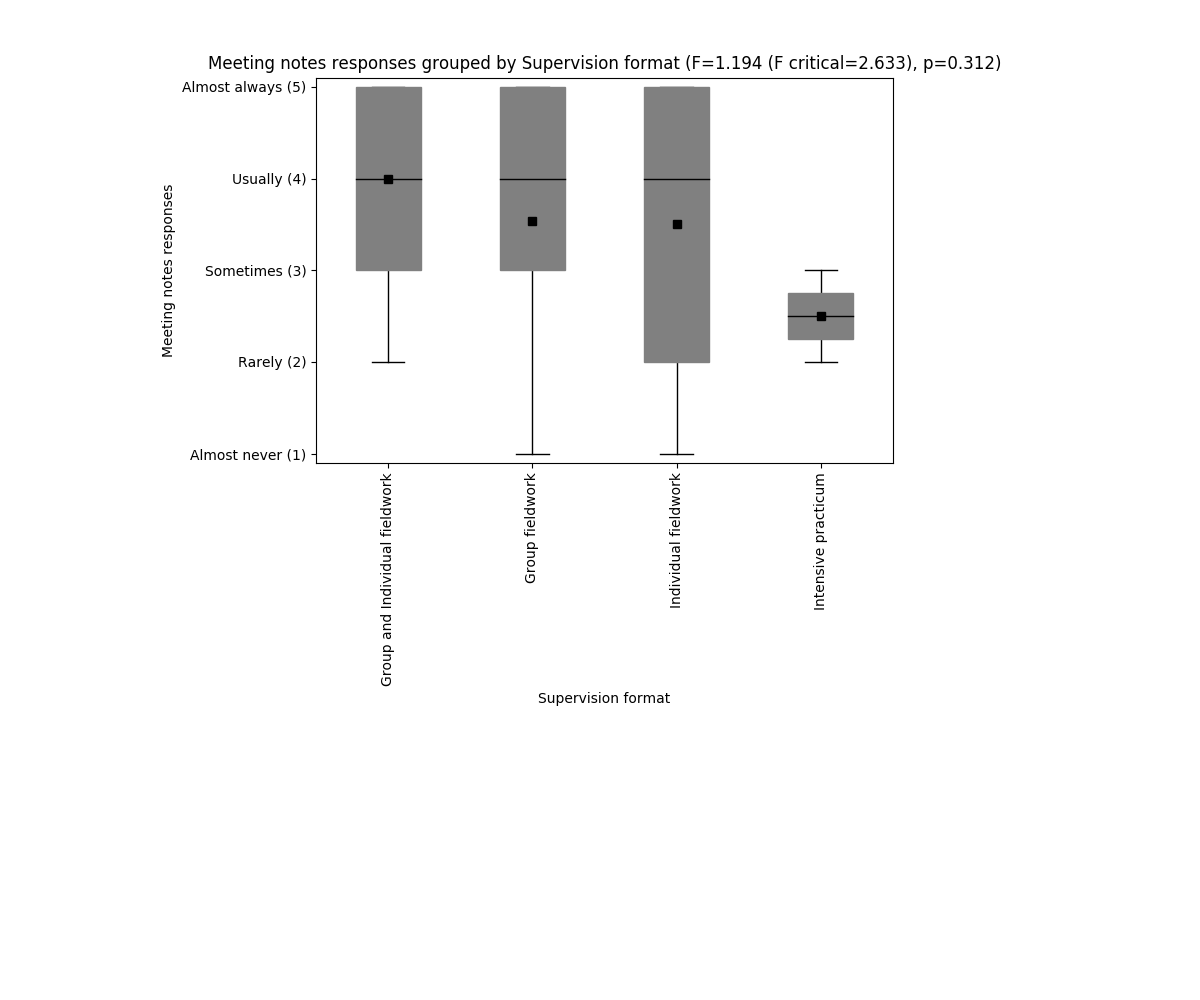 Meeting notes responses grouped by Supervision format (F=1.194 (F critical=2.633), p=0.312)
Almost always (5)
Usually (4)
Sometimes (3)
Rarely (2)
Almost never (1)
Meeting notes responses
Group and Individual fieldwork
Group fieldwork
Individual fieldwork
Intensive practicum
Supervision format